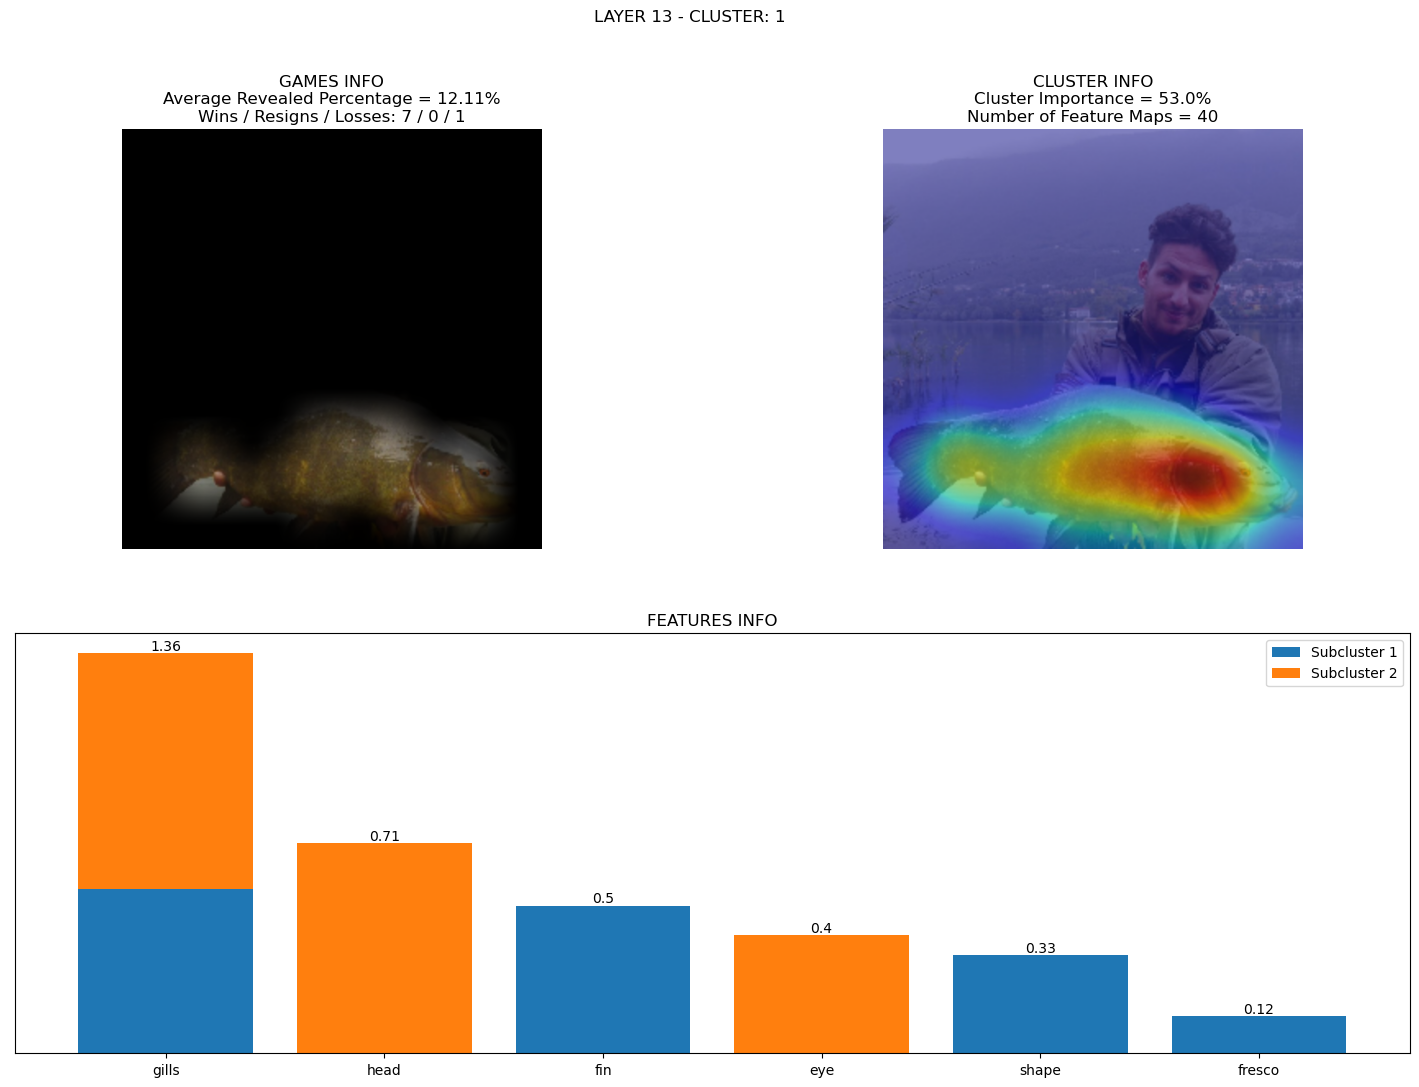 LAYER 13 - CLUSTER: 1
GAMES INFO
Average Revealed Percentage = 12.11%
Wins / Resigns / Losses: 7 / 0 / 1
CLUSTER INFO
Cluster Importance = 53.0%
Number of Feature Maps = 40
FEATURES INFO
1.36
0.71
0.5
0.4
0.33
0.12
Subcluster 1
Subcluster 2
gills
head
fin
eye
shape
fresco